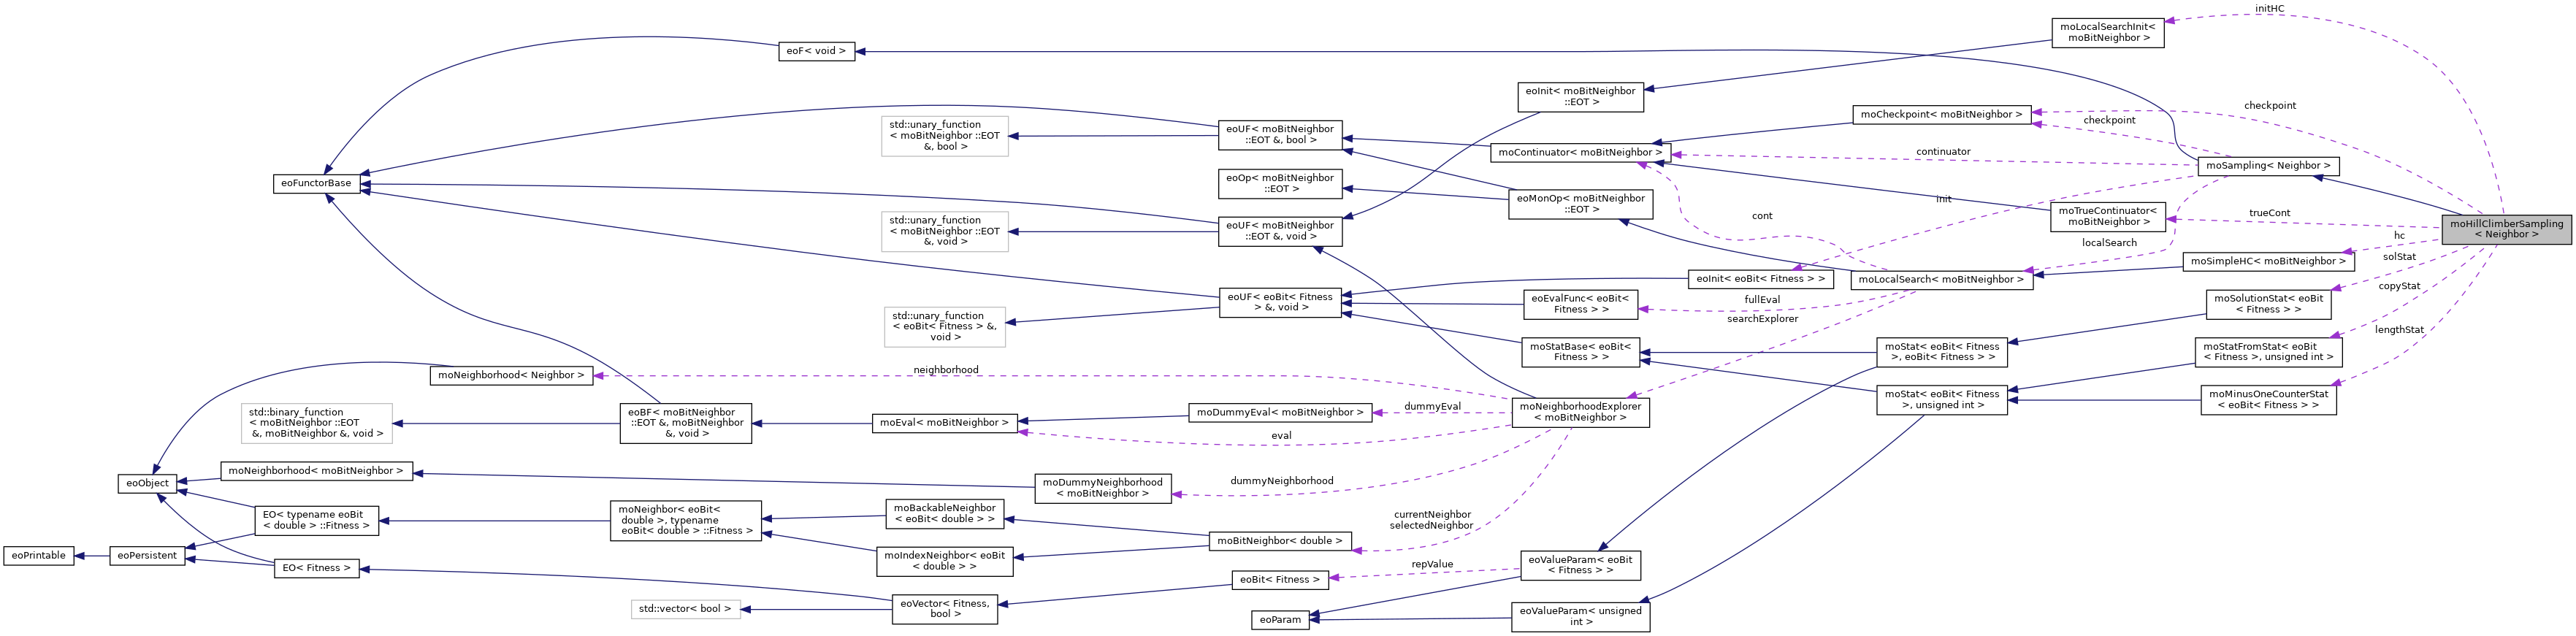 initHC
moLocalSearchInit<
moBitNeighbor >
eoF< void >
eoInit< moBitNeighbor
::EOT >
checkpoint
moCheckpoint< moBitNeighbor >
checkpoint
std::unary_function
< moBitNeighbor ::EOT
&, bool >
eoUF< moBitNeighbor
::EOT &, bool >
moContinuator< moBitNeighbor >
continuator
moSampling< Neighbor >
eoFunctorBase
eoOp< moBitNeighbor
::EOT >
eoMonOp< moBitNeighbor
::EOT >
init
cont
moTrueContinuator<
moBitNeighbor >
trueCont
moHillClimberSampling
< Neighbor >
std::unary_function
< moBitNeighbor ::EOT
&, void >
eoUF< moBitNeighbor
::EOT &, void >
localSearch
hc
solStat
moSimpleHC< moBitNeighbor >
eoInit< eoBit< Fitness > >
moLocalSearch< moBitNeighbor >
copyStat
eoUF< eoBit< Fitness
> &, void >
eoEvalFunc< eoBit<
Fitness > >
fullEval
moSolutionStat< eoBit
< Fitness > >
std::unary_function
< eoBit< Fitness > &,
void >
searchExplorer
lengthStat
moStatBase< eoBit<
Fitness > >
moStat< eoBit< Fitness
>, eoBit< Fitness > >
moStatFromStat< eoBit
< Fitness >, unsigned int >
moNeighborhood< Neighbor >
neighborhood
moStat< eoBit< Fitness
>, unsigned int >
moMinusOneCounterStat
< eoBit< Fitness > >
std::binary_function
< moBitNeighbor ::EOT
&, moBitNeighbor &, void >
eoBF< moBitNeighbor
::EOT &, moBitNeighbor
&, void >
moEval< moBitNeighbor >
moDummyEval< moBitNeighbor >
dummyEval
moNeighborhoodExplorer
< moBitNeighbor >
eval
moNeighborhood< moBitNeighbor >
eoObject
moDummyNeighborhood
< moBitNeighbor >
dummyNeighborhood
EO< typename eoBit
< double > ::Fitness >
moNeighbor< eoBit<
double >, typename
eoBit< double > ::Fitness >
moBackableNeighbor
< eoBit< double > >
currentNeighbor
selectedNeighbor
moBitNeighbor< double >
eoPrintable
eoPersistent
moIndexNeighbor< eoBit
< double > >
EO< Fitness >
eoBit< Fitness >
repValue
eoValueParam< eoBit
< Fitness > >
std::vector< bool >
eoVector< Fitness,
bool >
eoParam
eoValueParam< unsigned
int >